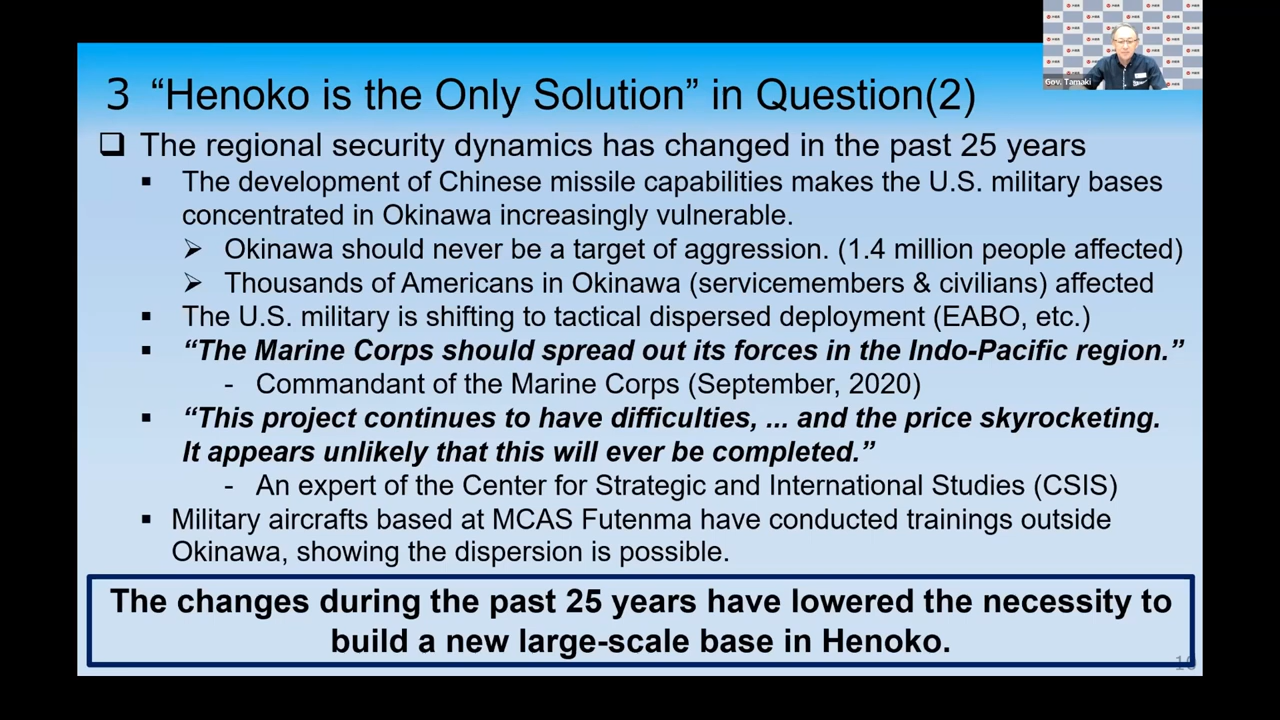 Gov. Tamaki
3 “Henoko is the Only Solution” in Question(2)
❑ The regional security dynamics has changed in the past 25 years
▪ The development of Chinese missile capabilities makes the U.S. military bases
concentrated in Okinawa increasingly vulnerable.
➢ Okinawa should never be a target of aggression. (1.4 million people affected)
➢ Thousands of Americans in Okinawa (servicemembers & civilians) affected
▪ The U.S. military is shifting to tactical dispersed deployment (EABO, etc.)
▪ “The Marine Corps should spread out its forces in the Indo-Pacific region.”
- Commandant of the Marine Corps (September, 2020)
▪ “This project continues to have difficulties, ... and the price skyrocketing.
It appears unlikely that this will ever be completed.”
- An expert of the Center for Strategic and International Studies (CSIS)
▪ Military aircrafts based at MCAS Futenma have conducted trainings outside
Okinawa, showing the dispersion is possible.
The changes during the past 25 years have lowered the necessity to
build a new large-scale base in Henoko.